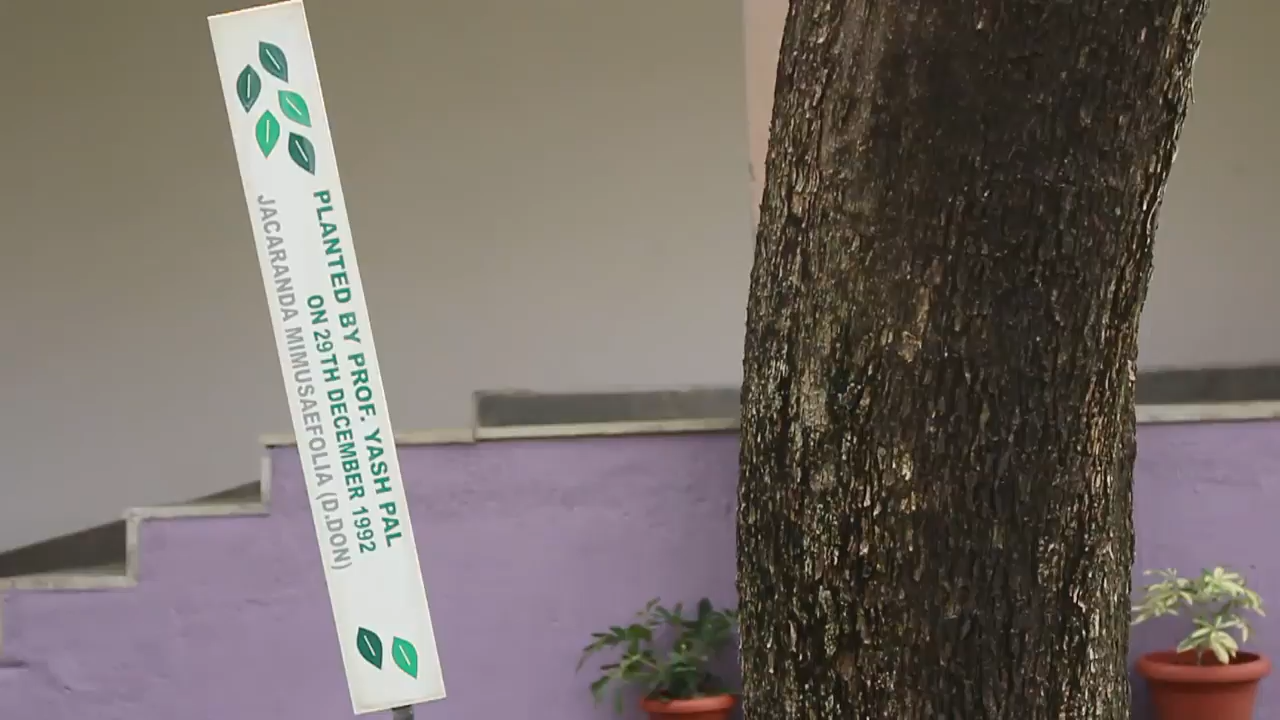 PLANTED BY PROF. YASH PAL
ON 29TH DECEMBER 1992
JACARANDA MIMUSAEFOLIA (D.DON)